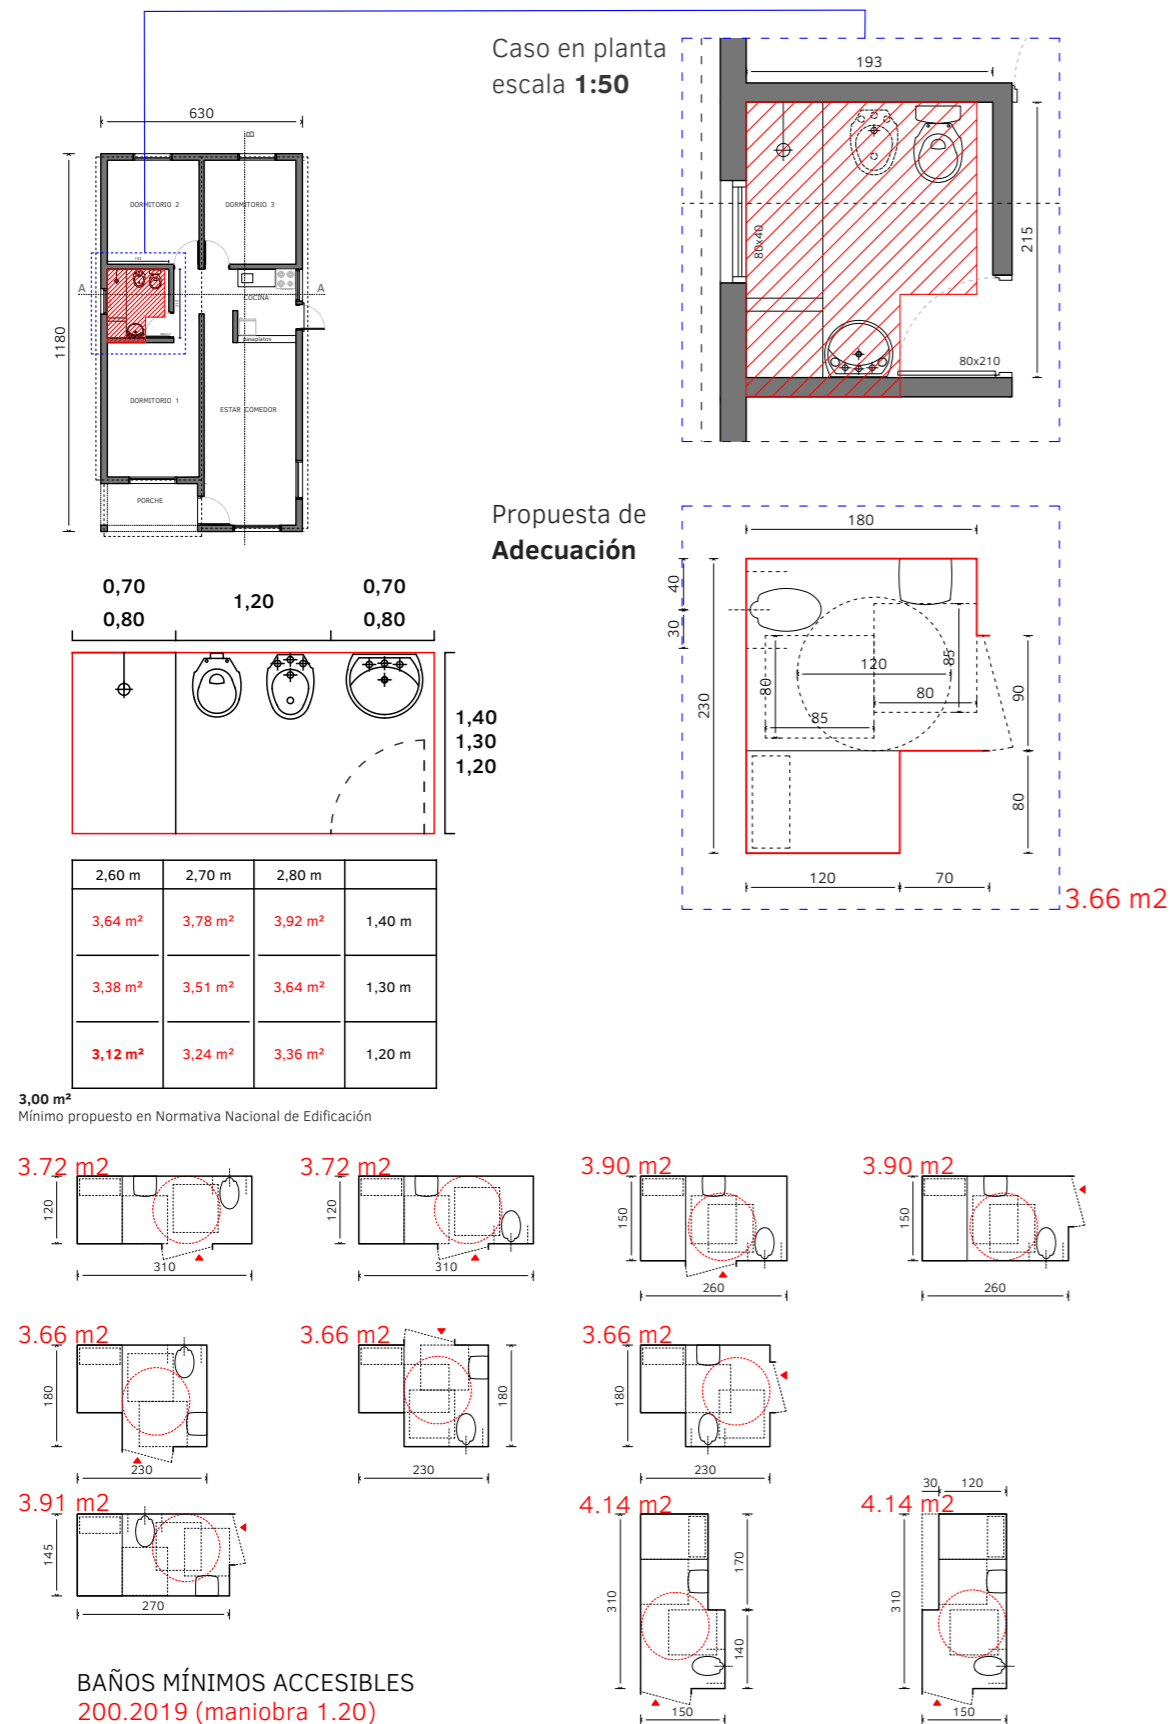 Caso en planta
escala 1:50
630
B
1180
DORMITORIO 2
DORMITORIO 3
A
A
COCINA
pasaplatos
DORMITORIO 1
ESTAR COMEDOR
PORCHE
193
80x40
215
80x210
Propuesta de
Adecuación
180
40
30
230
120
85
80
80
85
90
80
120
70
3.66 m2
0,70
0,80
1,20
0,70
0,80
1,40
1,30
1,20
2,60 m 2,70 m 2,80 m
3,64 m² 3,78 m² 3,92 m² 1,40 m
3,38 m² 3,51 m² 3,64 m² 1,30 m
3,12 m² 3,24 m² 3,36 m² 1,20 m
3,00 m²
Mínimo propuesto en Normativa Nacional de Edificación
3.72 m2
120
310
3.72 m2
120
310
3.90 m2
150
260
3.90 m2
150
260
3.66 m2
180
230
3.66 m2
180
230
3.66 m2
180
230
3.91 m2
145
270
4.14 m2
310
170
140
150
4.14 m2
30 120
310
150
BAÑOS MÍNIMOS ACCESIBLES
200.2019 (maniobra 1.20)